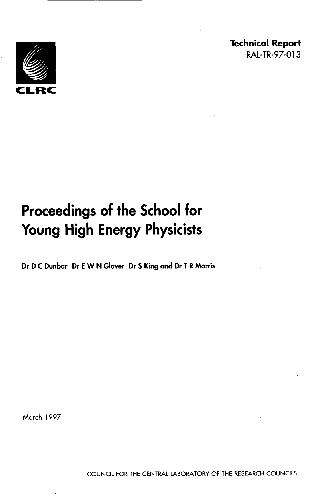 Technical Report
RAL-TR-97-013
CLRC
Proceedings of the School for
Young High Energy Physicists
Dr D C Dunbar Dr E W N Glover Dr S King and Dr T R Morris
March 1997
COUNCIL FOR THE CENTRAL LABORATORY OF THE RESEARCH COUNCILS